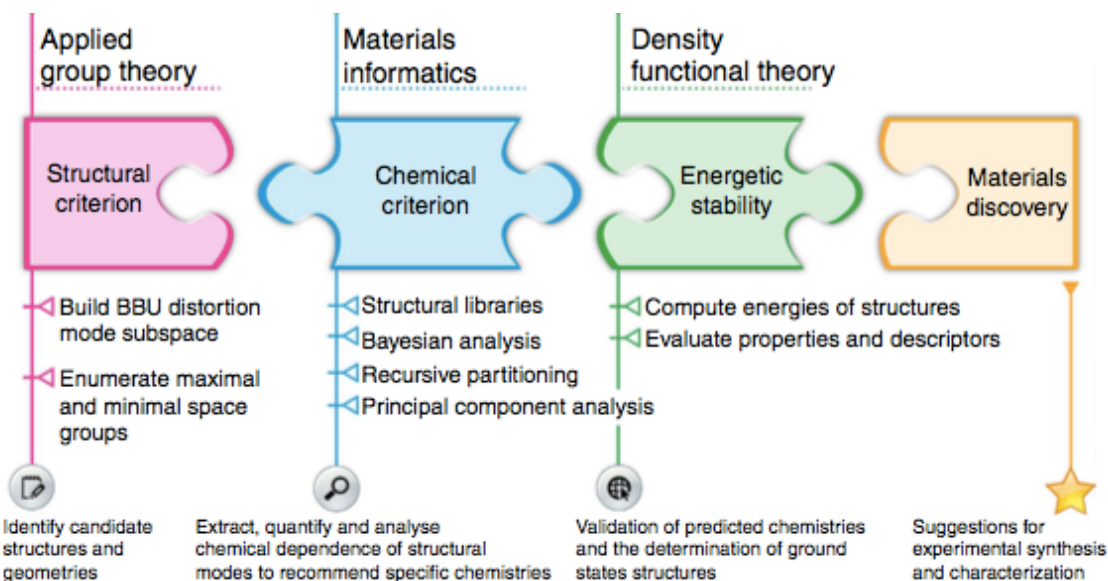 Applied
group theory
Materials
informatics
Density
functional theory
Structural
criterion
Chemical
criterion
Energetic
stability
Materials
discovery
Build BBU distortion
mode subspace
Enumerate maximal
and minimal space
groups
Structural libraries
Bayesian analysis
Recursive partitioning
Principal component analysis
Compute energies of structures
Evaluate properties and descriptors
Identify candidate
structures and
geometries
Extract, quantify and analyse
chemical dependence of structural
modes to recommend specific chemistries
Validation of predicted chemistries
and the determination of ground
states structures
Suggestions for
experimental synthesis
and characterization